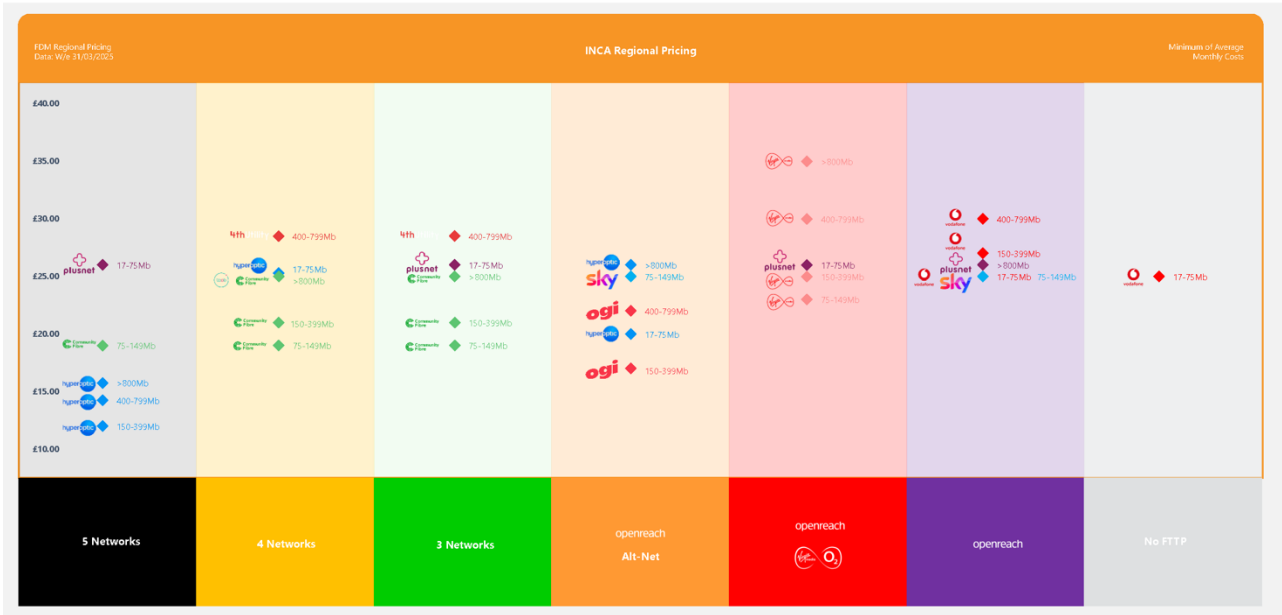 FDM Regional Pricing
Data: W/e 31/03/2025
INCA Regional Pricing
Minimum of Average
Monthly Costs
£40.00
£35.00
£30.00
£25.00
£20.00
£15.00
£10.00
plusnet 17-75Mb
Community Fibre 75-149Mb
hyperoptic >800Mb
hyperoptic 400-799Mb
hyperoptic 150-399Mb
4th 400-799Mb
hyperoptic 17-75Mb
Community Fibre >800Mb
Community Fibre 150-399Mb
Community Fibre 75-149Mb
4th 400-799Mb
plusnet 17-75Mb
Community Fibre >800Mb
Community Fibre 150-399Mb
Community Fibre 75-149Mb
hyperoptic >800Mb
sky 75-149Mb
ogi 400-799Mb
hyperoptic 17-75Mb
ogi 150-399Mb
>800Mb
400-799Mb
plusnet 17-75Mb
150-399Mb
75-149Mb
vodafone 400-799Mb
vodafone 150-399Mb
plusnet >800Mb
vodafone sky 17-75Mb 75-149Mb
vodafone 17-75Mb
5 Networks
4 Networks
3 Networks
openreach
Alt-Net
openreach
O2
openreach
No FTTP